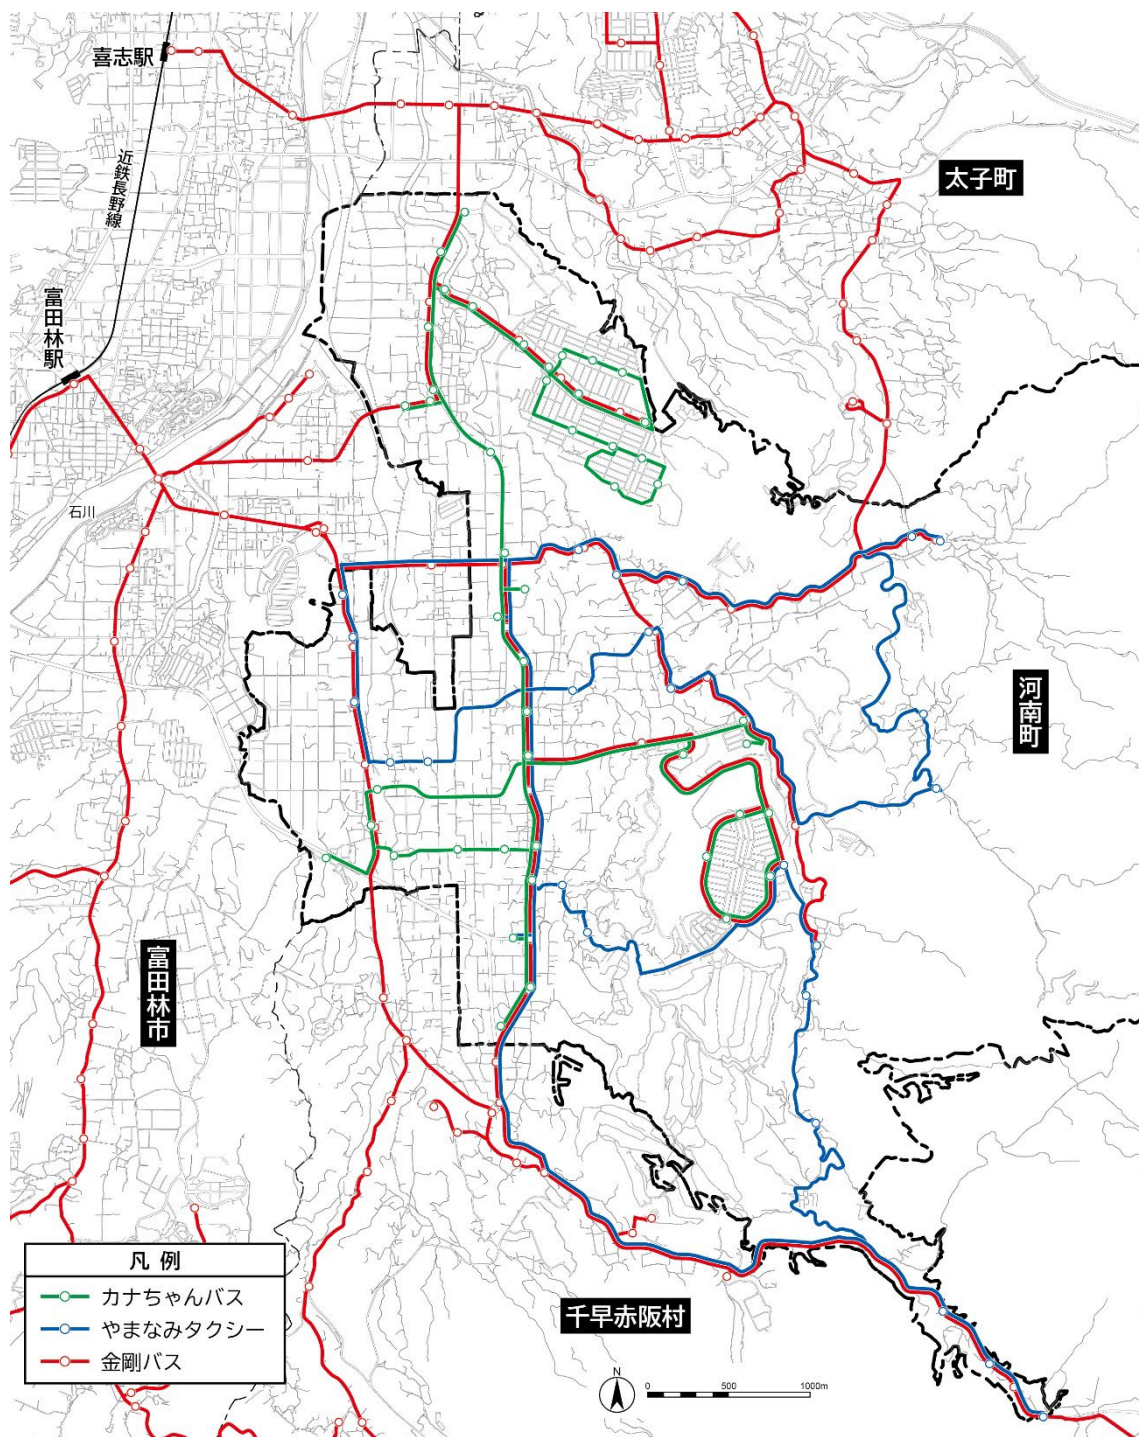 喜志駅
近鉄長野線
太子町
富田林駅
石川
河南町
富田林市
凡例
カナちゃんバス
やまなみタクシー
金剛バス
千早赤阪村
N
0 500 1000m